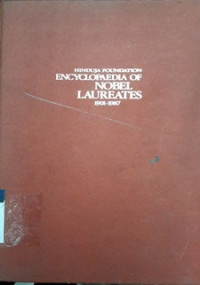 HINDUJA FOUNDATION
ENCYCLOPAEDIA OF
NOBEL
LAUREATES
1901-1987